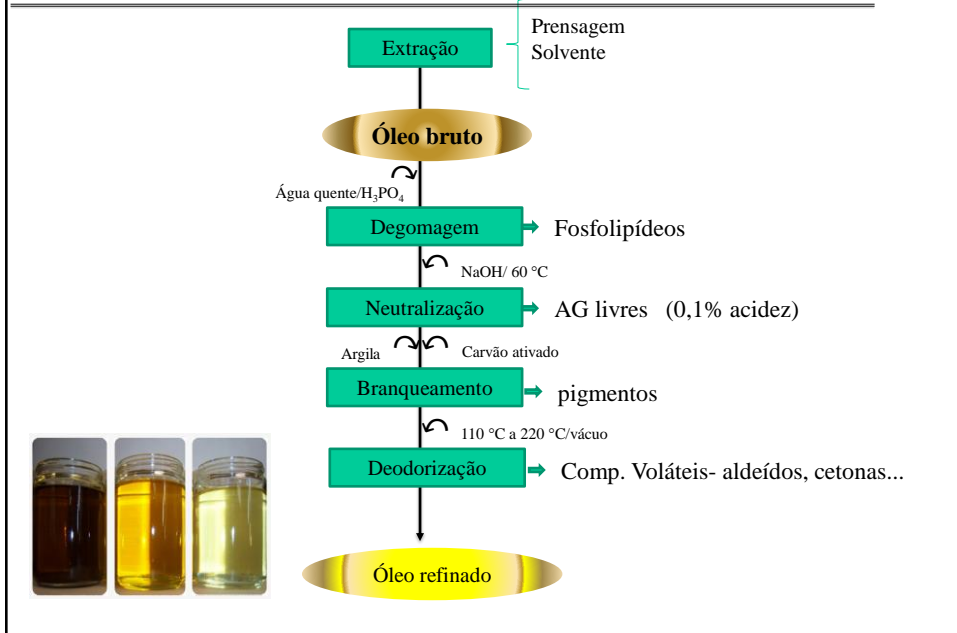 Extração
Prensagem
Solvente
Óleo bruto
Água quente/H₃PO₄
Degomagem
Fosfolipídeos
NaOH/ 60 °C
Neutralização
AG livres (0,1% acidez)
Argila
Carvão ativado
Branqueamento
pigmentos
110 °C a 220 °C/vácuo
Deodorização
Comp. Voláteis- aldeídos, cetonas...
Óleo refinado